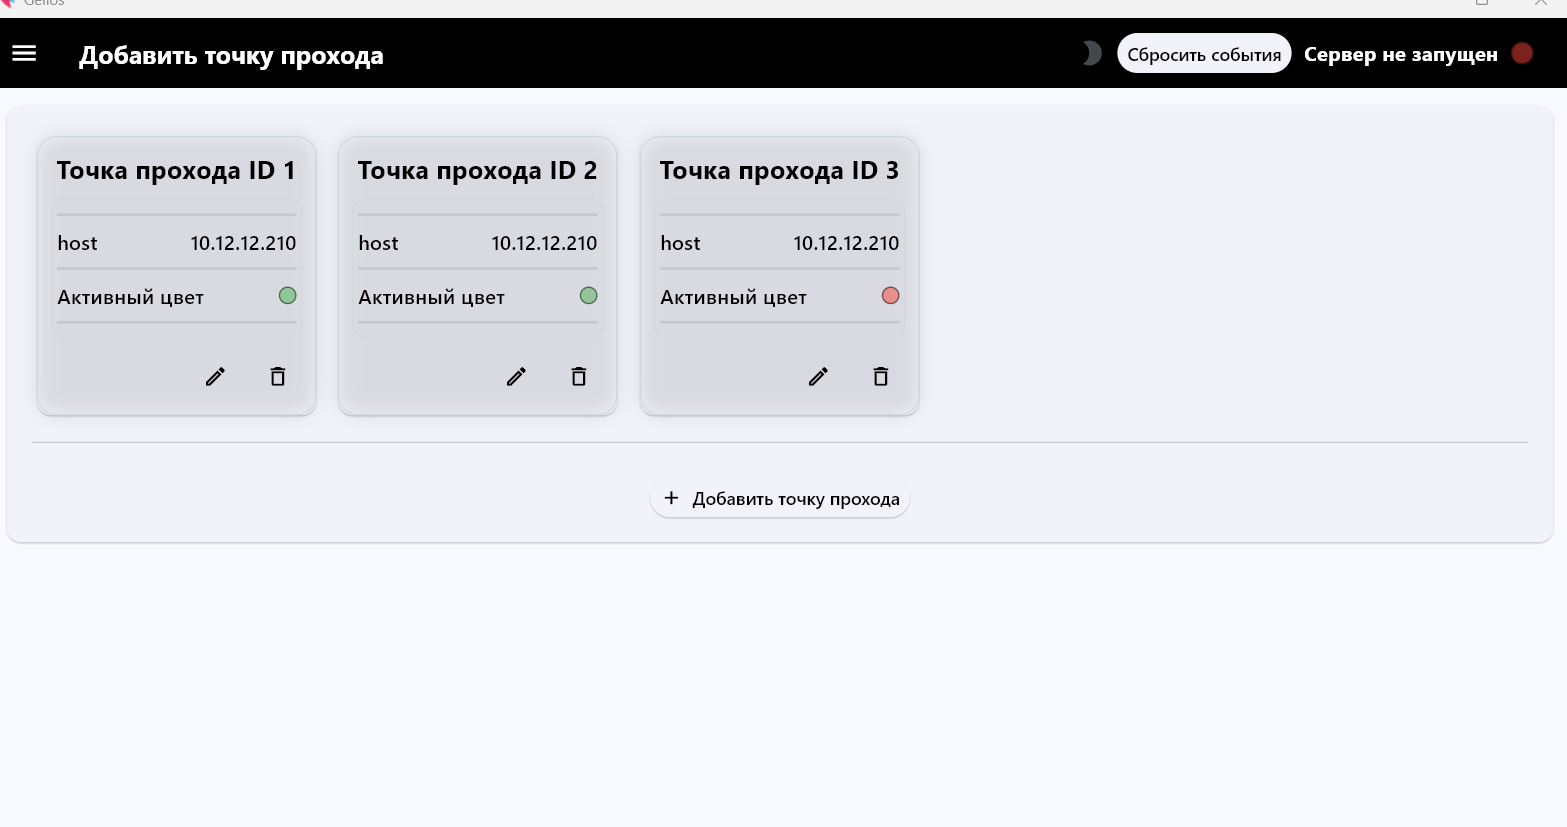 Gelios
Добавить точку прохода
Сбросить события
Сервер не запущен
Точка прохода ID 1
host 10.12.12.210
Активный цвет
Точка прохода ID 2
host 10.12.12.210
Активный цвет
Точка прохода ID 3
host 10.12.12.210
Активный цвет
+ Добавить точку прохода